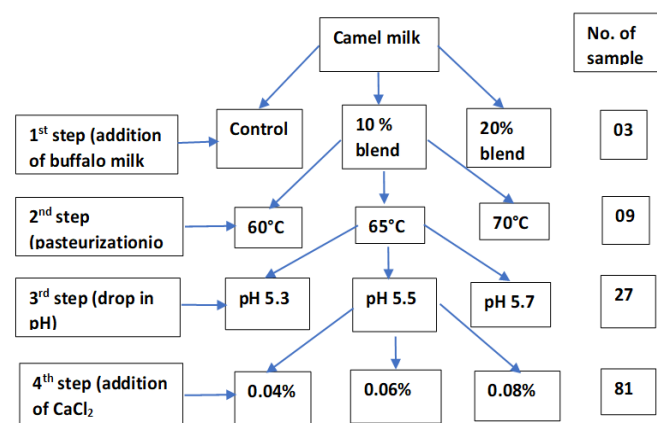 Camel milk
No. of
sample
1st step (addition
of buffalo milk
Control
10 %
blend
20%
blend
03
2nd step
(pasteurizationio
60°C
65°C
70°C
09
3rd step (drop in
pH)
pH 5.3
pH 5.5
pH 5.7
27
4th step (addition
of CaCl2
0.04%
0.06%
0.08%
81